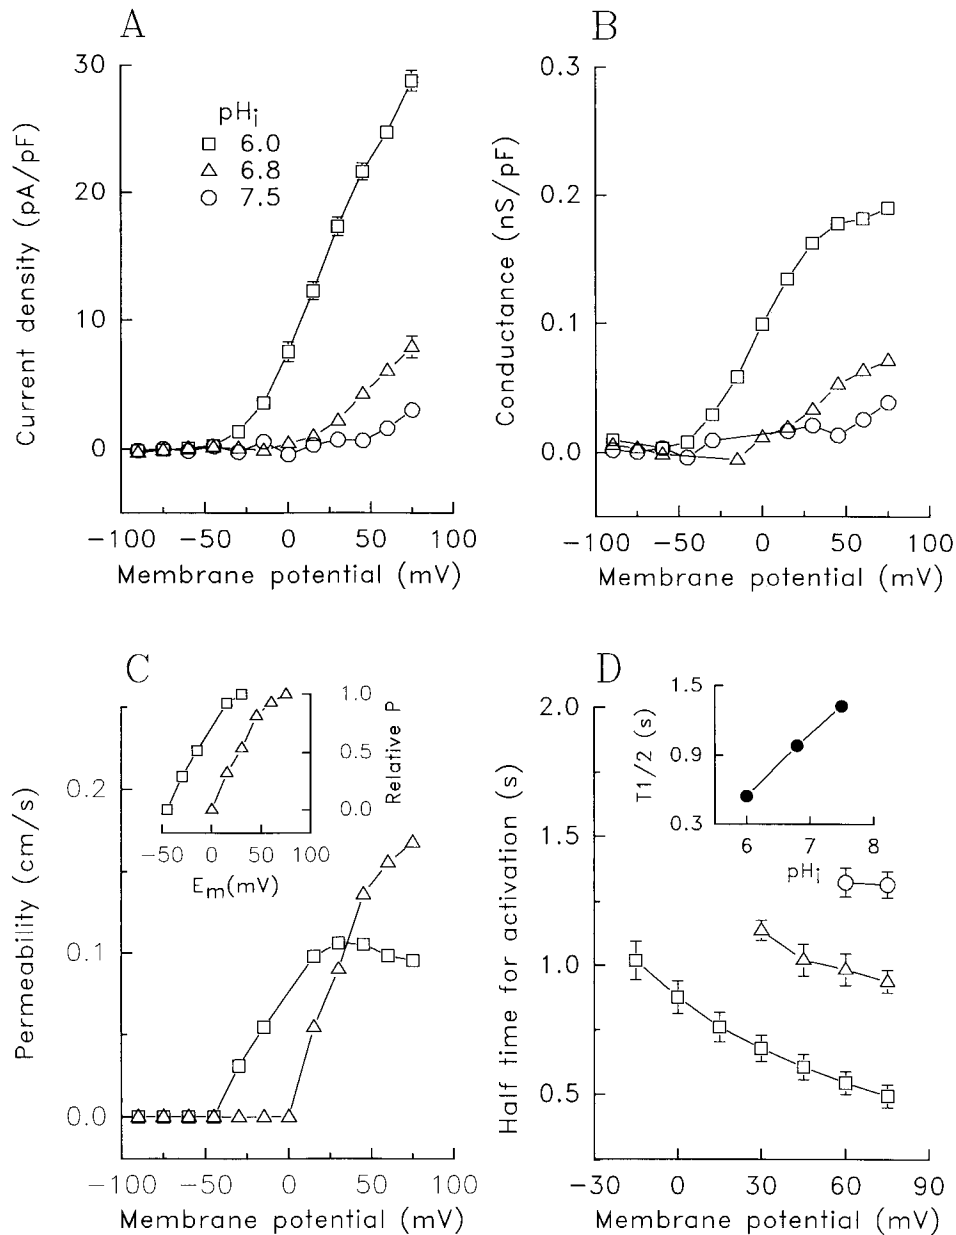 A
30
20
10
0
Current density (pA/pF)
pHi
6.0
6.8
7.5
−100 −50 0 50 100
Membrane potential (mV)
B
0.3
0.2
0.1
0.0
Conductance (nS/pF)
−100 −50 0 50 100
Membrane potential (mV)
C
0.2
0.1
0.0
Permeability (cm/s)
1.0
0.5
0.0
Relative P
−50 0 50 100
Em(mV)
−100 −50 0 50 100
Membrane potential (mV)
D
2.0
1.5
1.0
0.5
Half time for activation (s)
1.5
0.9
0.3
T1/2 (s)
6 7 8
pHi
−30 0 30 60 90
Membrane potential (mV)